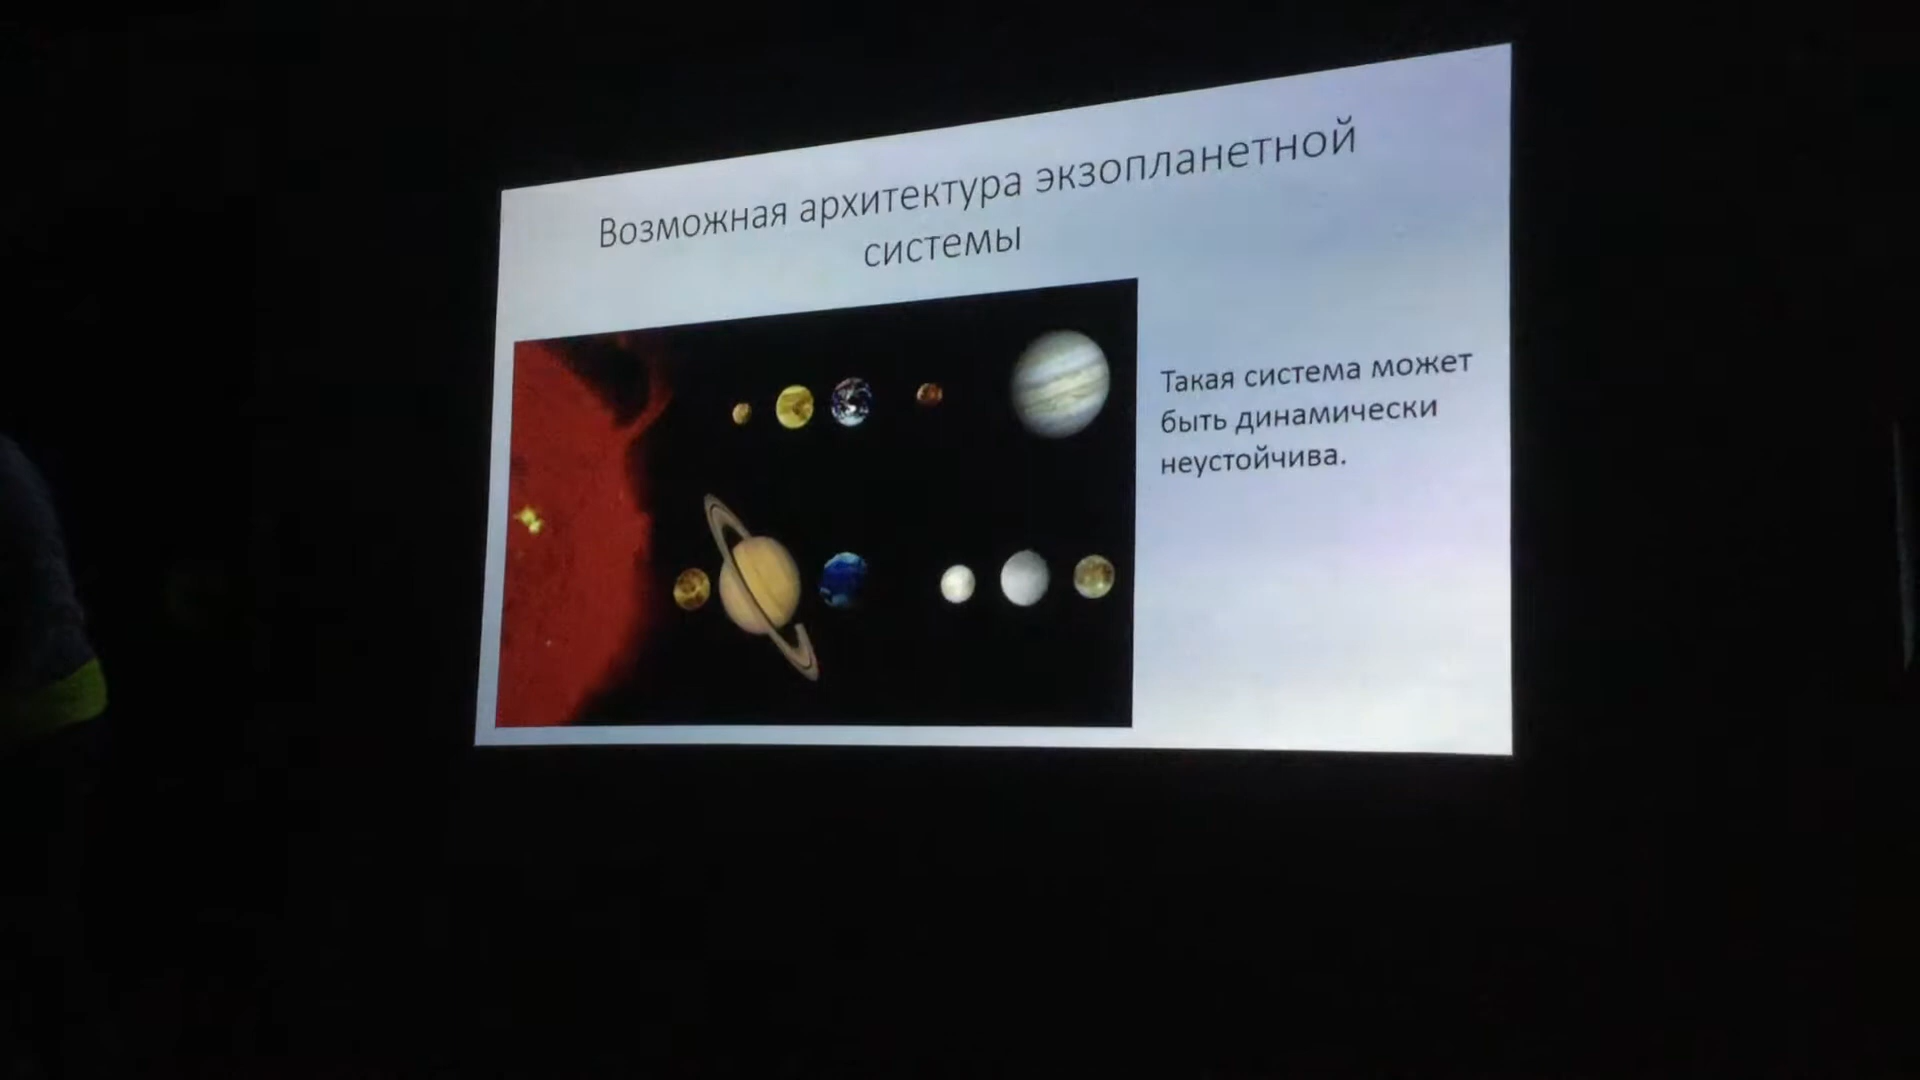 Возможная архитектура экзопланетной
системы
Такая система может
быть динамически
неустойчива.